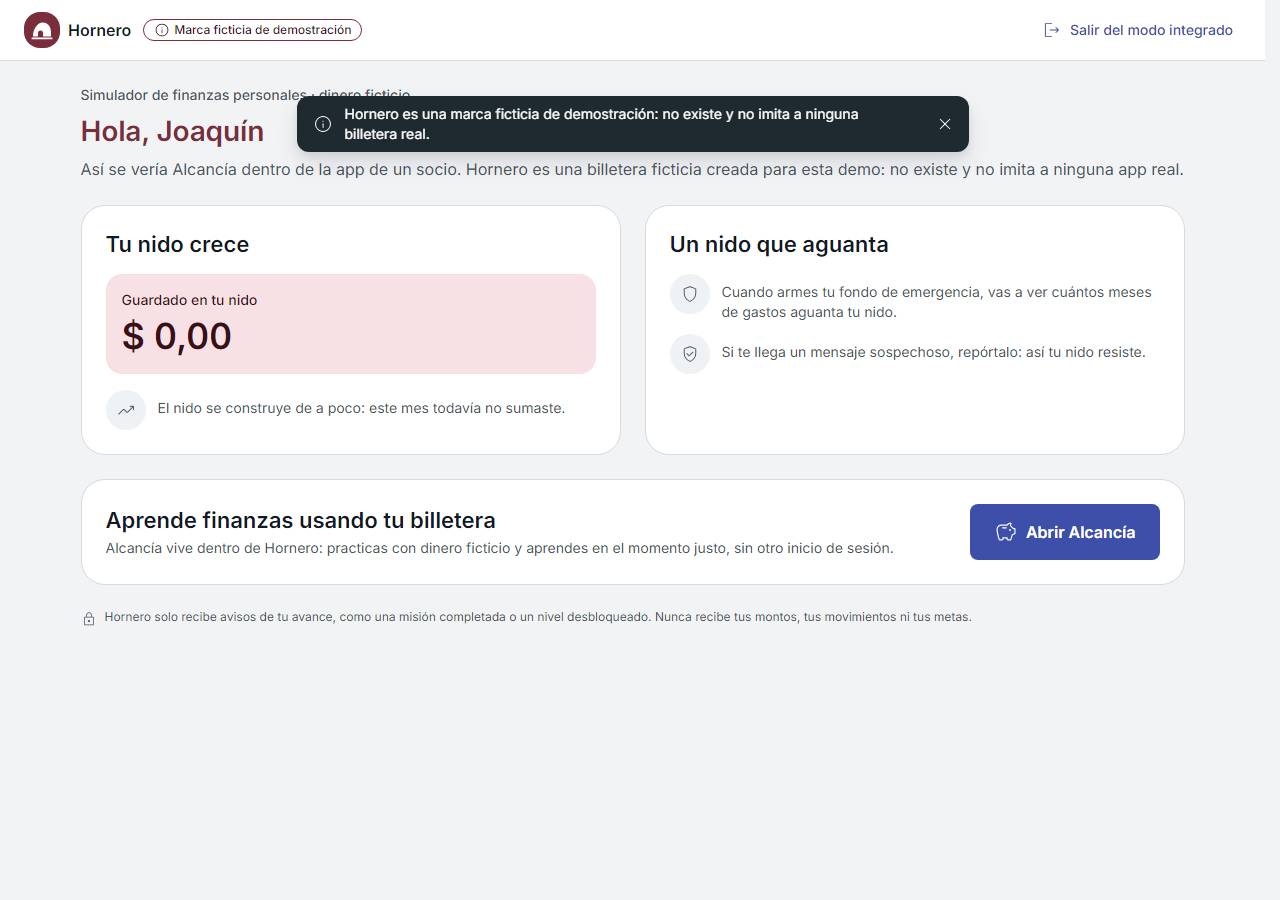 Hornero
Marca ficticia de demostración
Salir del modo integrado
Simulador de finanzas personales · dinero ficticio
Hornero es una marca ficticia de demostración: no existe y no imita a ninguna
billetera real.
Hola, Joaquín
Así se vería Alcancía dentro de la app de un socio. Hornero es una billetera ficticia creada para esta demo: no existe y no imita a ninguna app real.
Tu nido crece
Guardado en tu nido
$ 0,00
El nido se construye de a poco: este mes todavía no sumaste.
Un nido que aguanta
Cuando armes tu fondo de emergencia, vas a ver cuántos meses
de gastos aguanta tu nido.
Si te llega un mensaje sospechoso, repórtalo: así tu nido resiste.
Aprende finanzas usando tu billetera
Alcancía vive dentro de Hornero: practicas con dinero ficticio y aprendes en el momento justo, sin otro inicio de sesión.
Abrir Alcancía
Hornero solo recibe avisos de tu avance, como una misión completada o un nivel desbloqueado. Nunca recibe tus montos, tus movimientos ni tus metas.